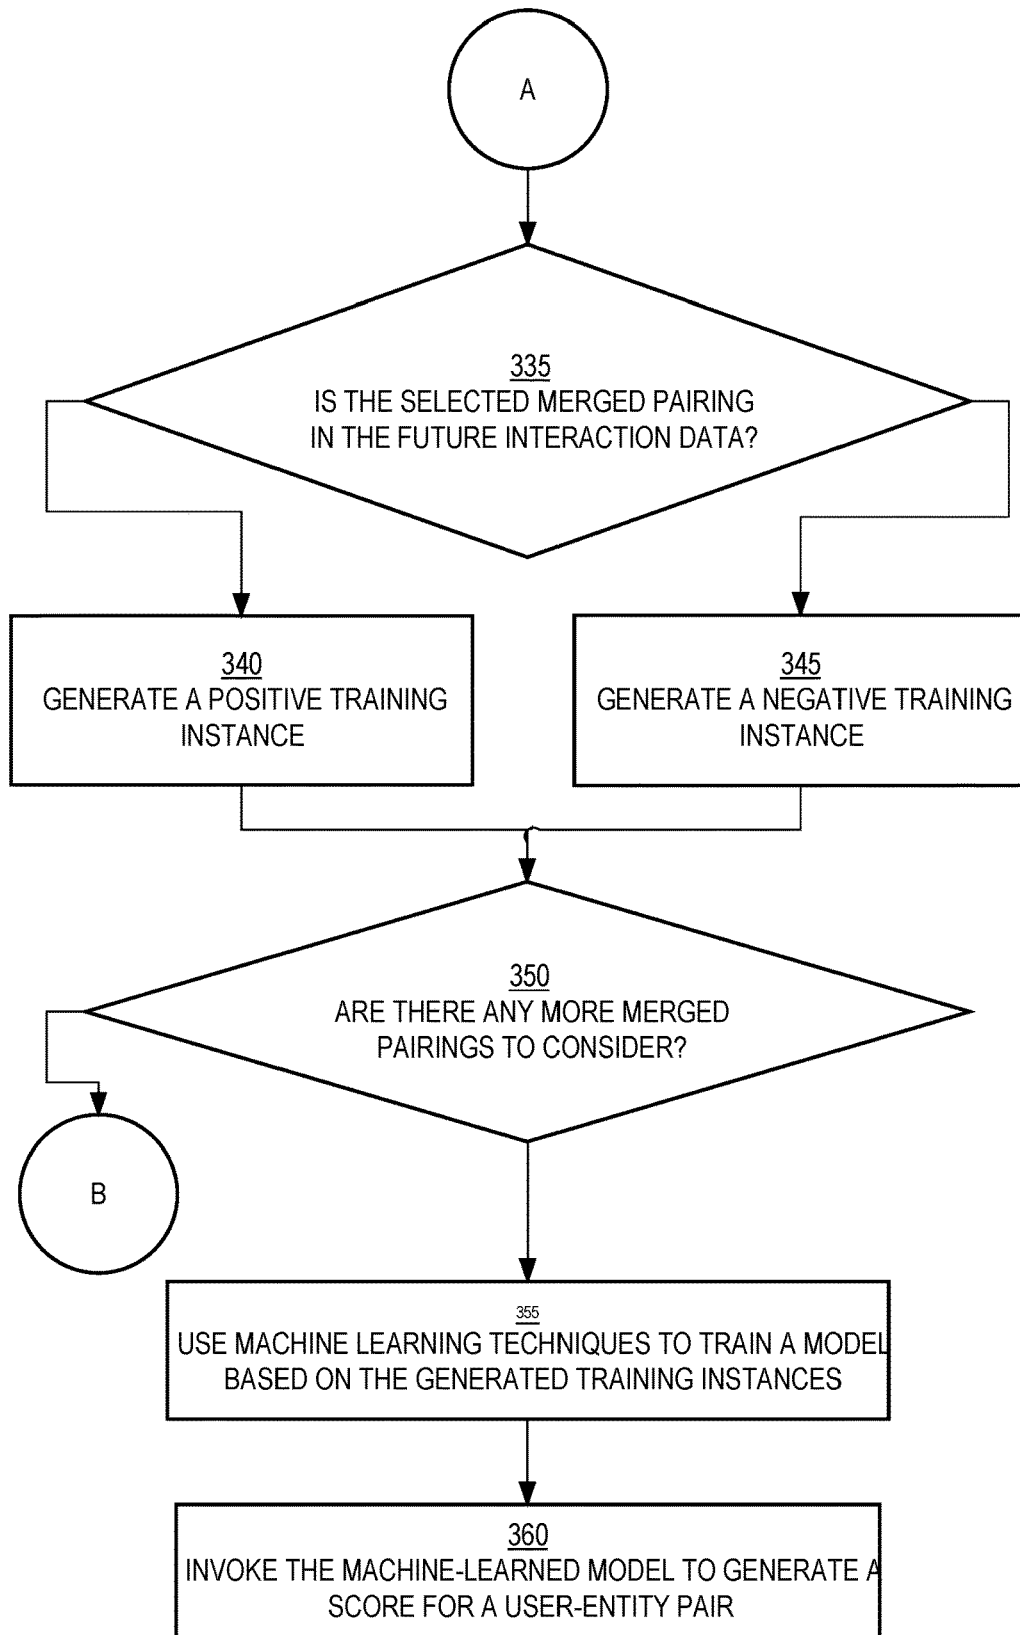 A
335
IS THE SELECTED MERGED PAIRING
IN THE FUTURE INTERACTION DATA?
340
GENERATE A POSITIVE TRAINING
INSTANCE
345
GENERATE A NEGATIVE TRAINING
INSTANCE
350
ARE THERE ANY MORE MERGED
PAIRINGS TO CONSIDER?
B
355
USE MACHINE LEARNING TECHNIQUES TO TRAIN A MODEL
BASED ON THE GENERATED TRAINING INSTANCES
360
INVOKE THE MACHINE-LEARNED MODEL TO GENERATE A
SCORE FOR A USER-ENTITY PAIR